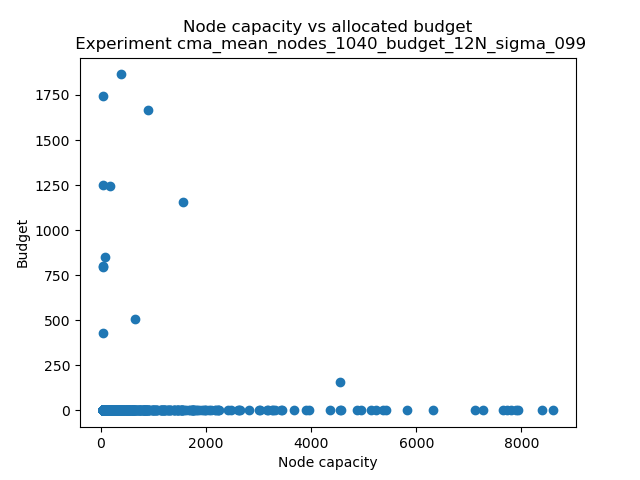 Node capacity vs allocated budget
Experiment cma_mean_nodes_1040_budget_12N_sigma_099
Budget
1750
1500
1250
1000
750
500
250
0
0 2000 4000 6000 8000
Node capacity